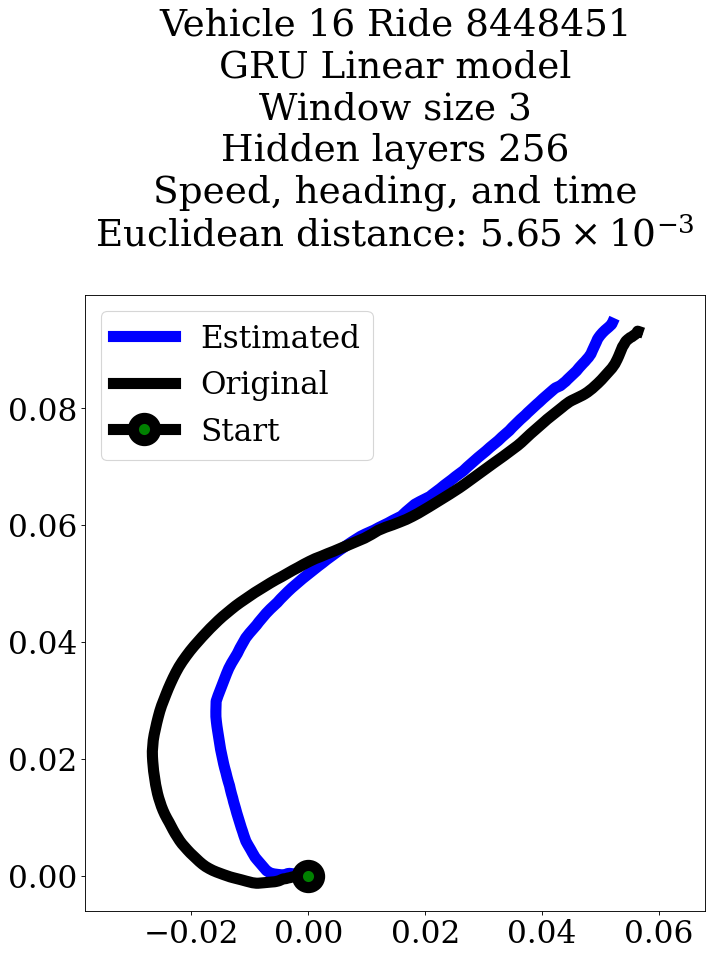 Vehicle 16 Ride 8448451
GRU Linear model
Window size 3
Hidden layers 256
Speed, heading, and time
Euclidean distance: 5.65 × 10⁻³
Estimated
Original
Start
0.08
0.06
0.04
0.02
0.00
−0.02 0.00 0.02 0.04 0.06